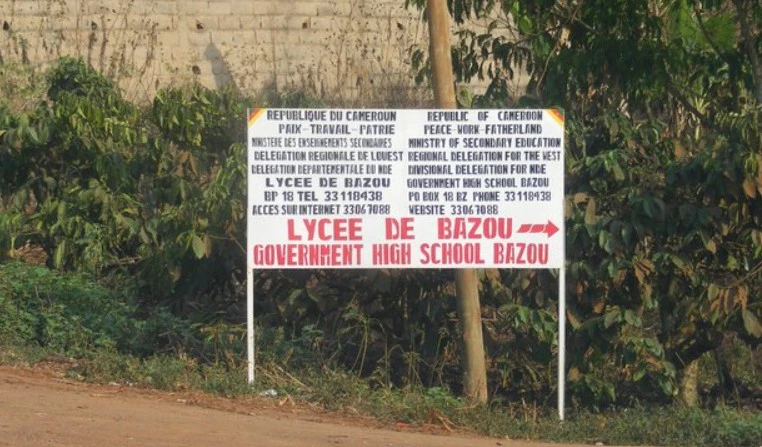 REPUBLIQUE DU CAMEROUN
PAIX-TRAVAIL-PATRIE
MINISTERE DES ENSEIGNEMENTS SECONDAIRES
DELEGATION REGIONALE DE LOUEST
DELEGATION DEPARTEMENTALE DU NDE
LYCEE DE BAZOU
BP 18 TEL 33118438
ACCES SUR INTERNET 33067088
REPUBLIC OF CAMEROON
PEACE-WORK-FATHERLAND
MINISTRY OF SECONDARY EDUCATION
REGIONAL DELEGATION FOR THE WEST
DIVISIONAL DELEGATION FOR NDE
GOVERNMENT HIGH SCHOOL BAZOU
PO BOX 18 BZ PHONE 33118438
WEBSITE 33067088
LYCEE DE BAZOU
GOVERNMENT HIGH SCHOOL BAZOU